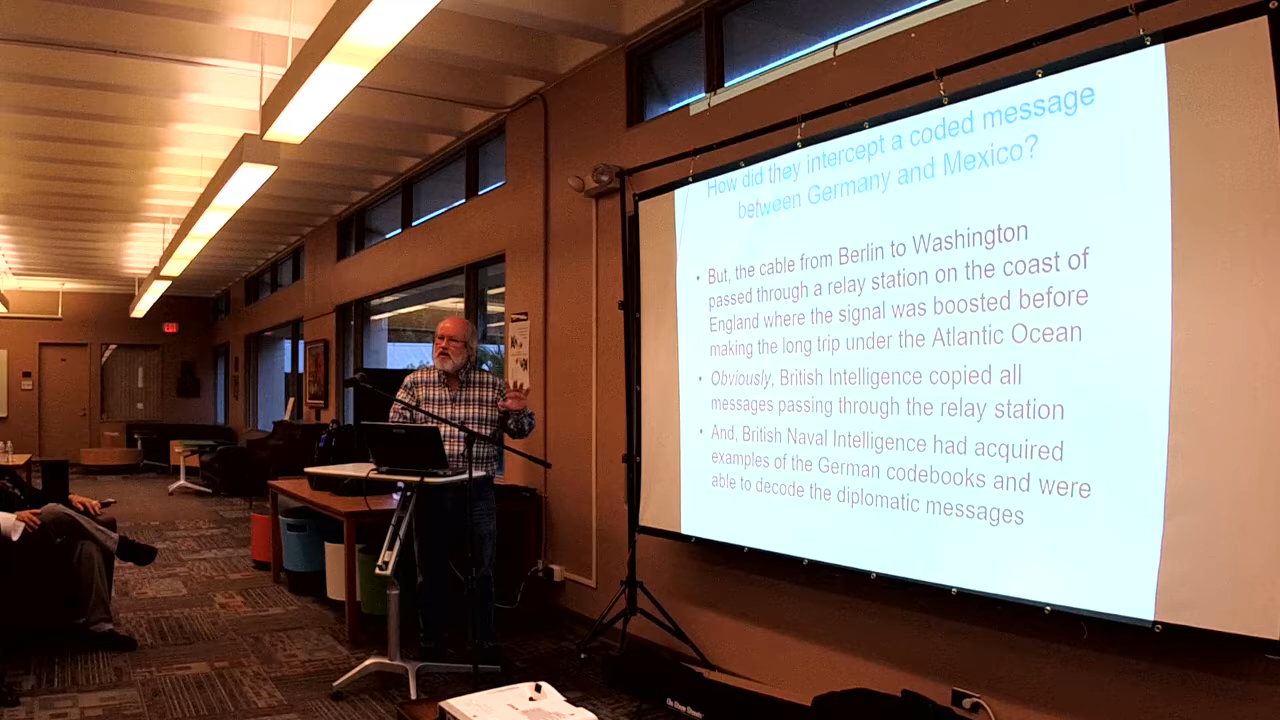 How did they intercept a coded message
between Germany and Mexico?
• But, the cable from Berlin to Washington
passed through a relay station on the coast of
England where the signal was boosted before
making the long trip under the Atlantic Ocean
• Obviously, British Intelligence copied all
messages passing through the relay station
• And, British Naval Intelligence had acquired
examples of the German codebooks and were
able to decode the diplomatic messages
EXIT